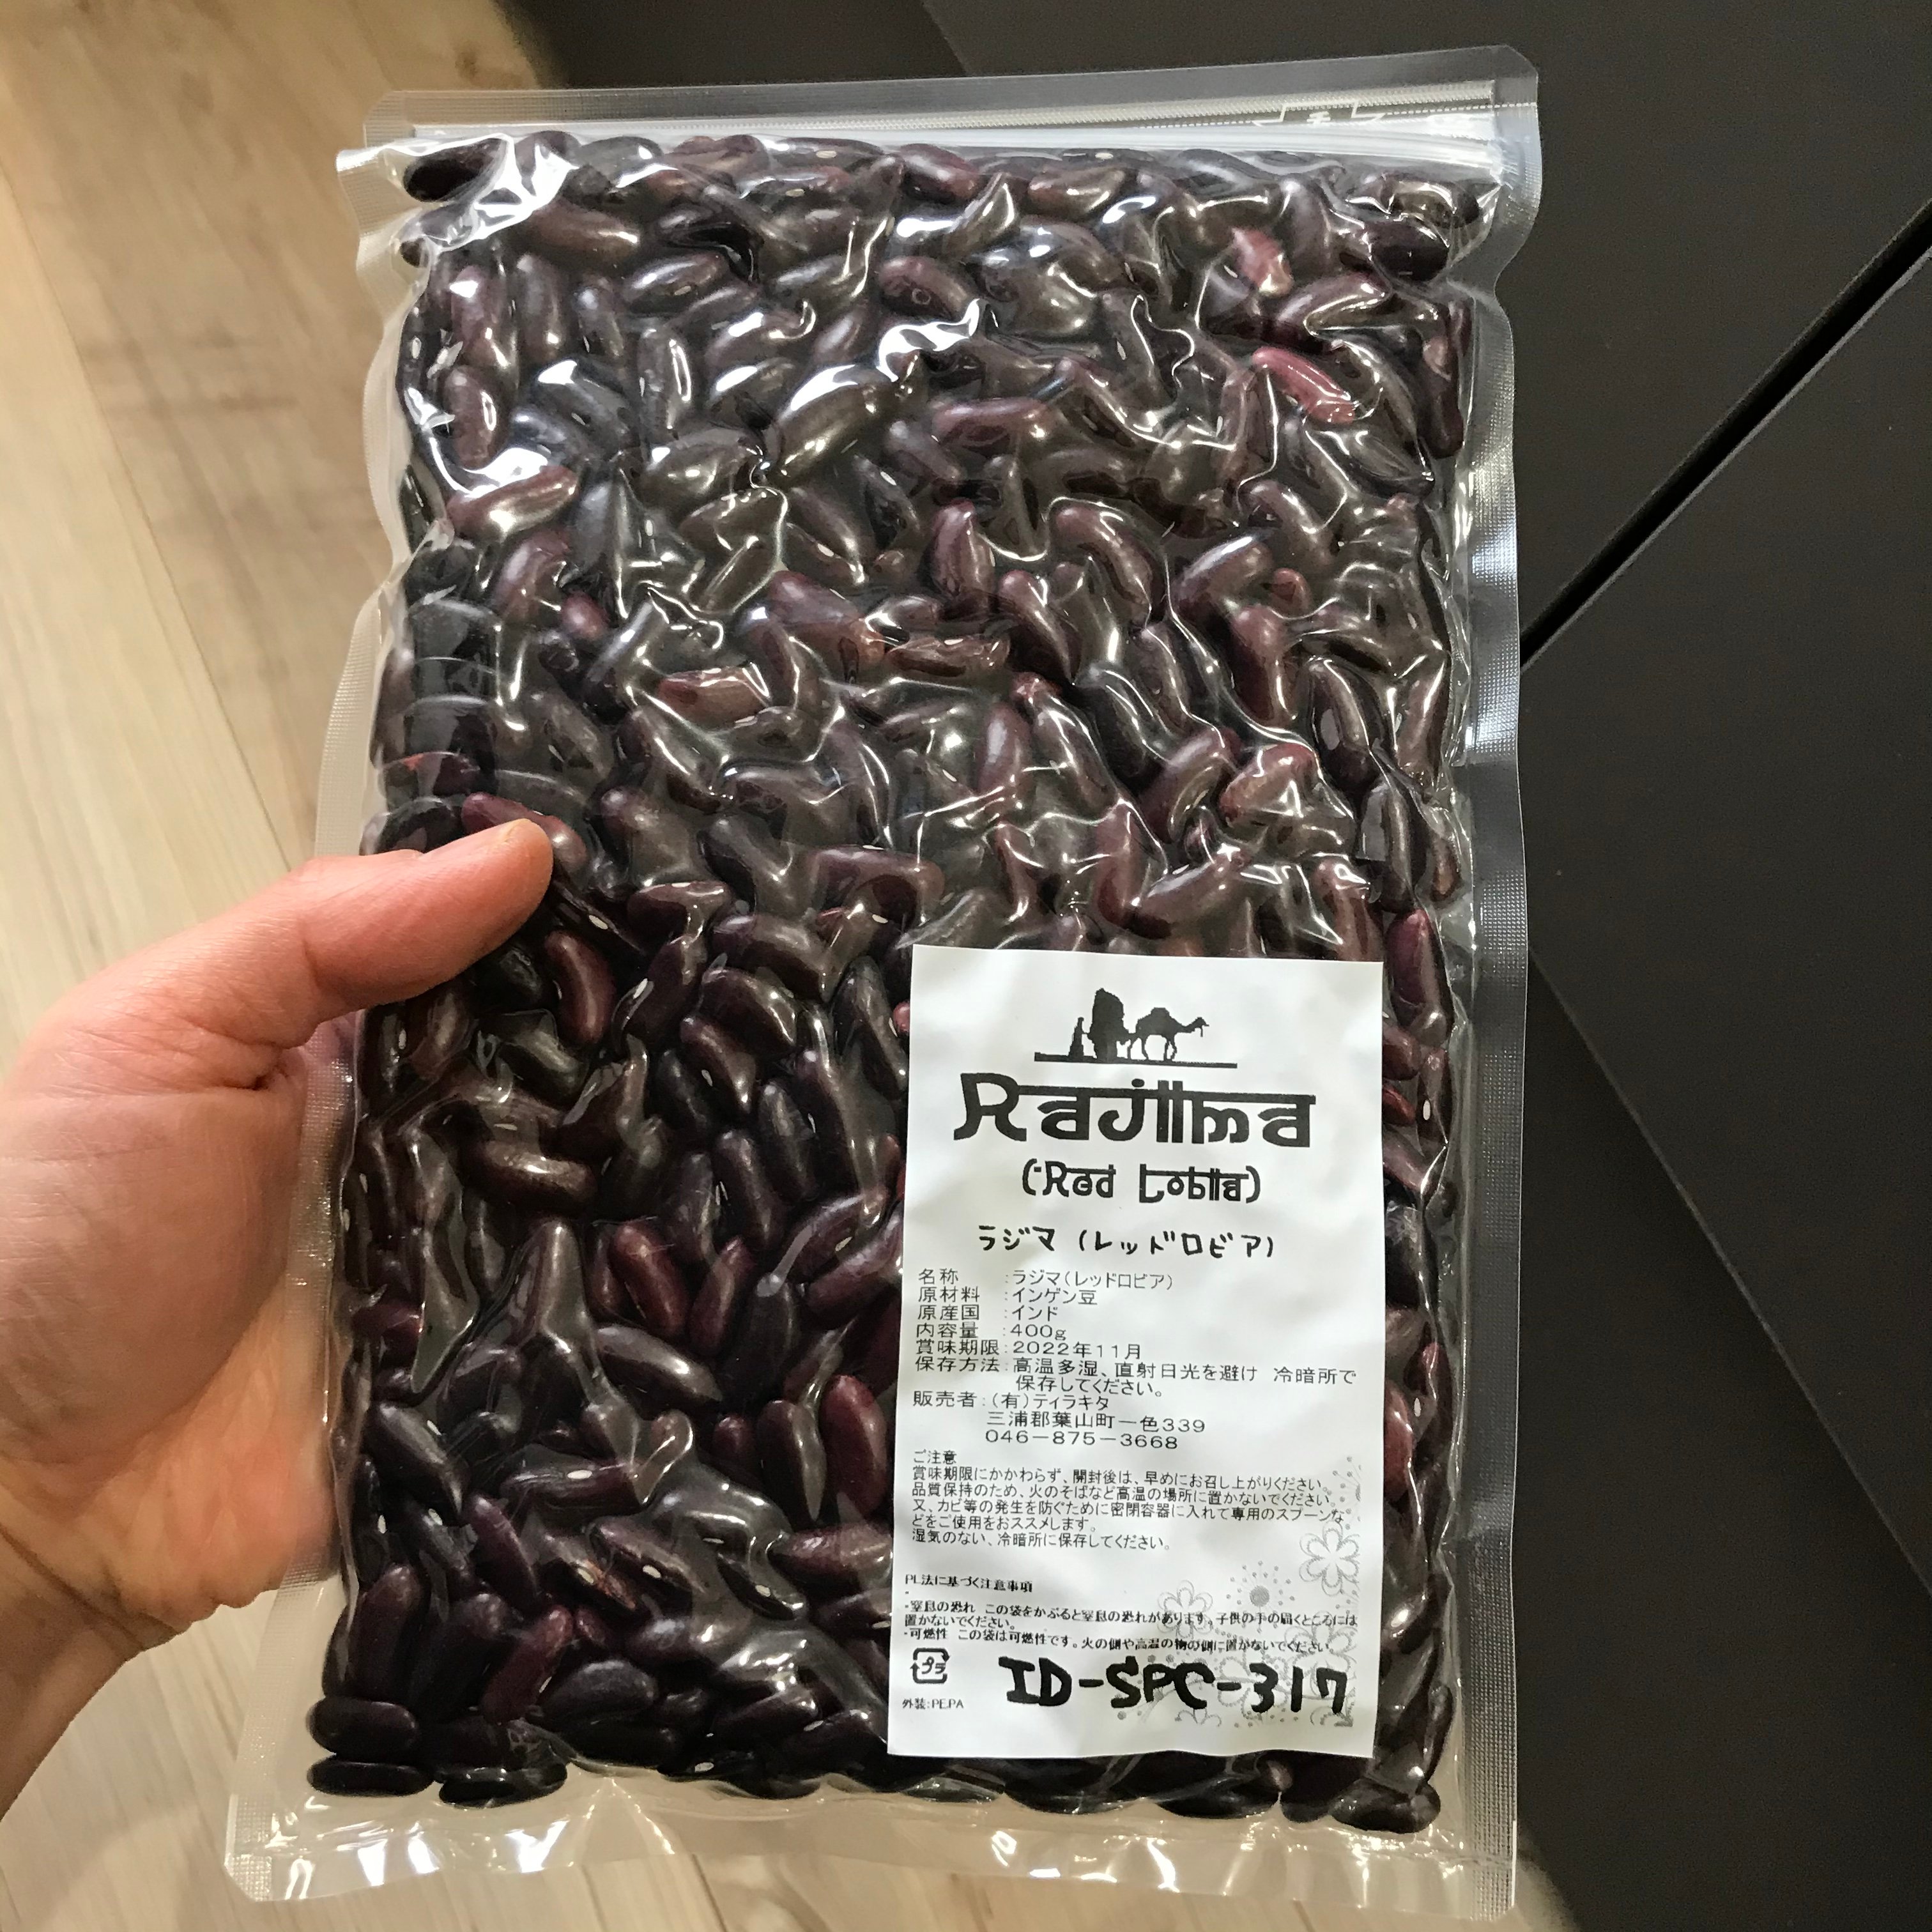 Rajima
(Red Lobia)
ラジマ (レッドロビア)
名称　　：ラジマ(レッドロビア)
原材料　：インゲン豆
原産国　：インド
内容量　：400g
賞味期限：2022年11月
保存方法：高温多湿、直射日光を避け 冷暗所で
保存してください。
販売者：(有)ティラキタ
三浦郡葉山町一色339
046－875－3668
ご注意
賞味期限にかかわらず、開封後は、早めにお召し上がりください。
品質保持のため、火のそばなど高温の場所に置かないでください。
又、カビ等の発生を防ぐために密閉容器に入れて専用のスプーンな
どをご使用をおススメします。
湿気のない、冷暗所に保存してください。
PL法に基づく注意事項
・窒息の恐れ この袋をかぶると窒息の恐れがあります。子供の手の届くところには
置かないでください。
・可燃性 この袋は可燃性です。火の側や高温の物の側に置かないでください。
プラ
外装:PE,PA
ID-SPC-317